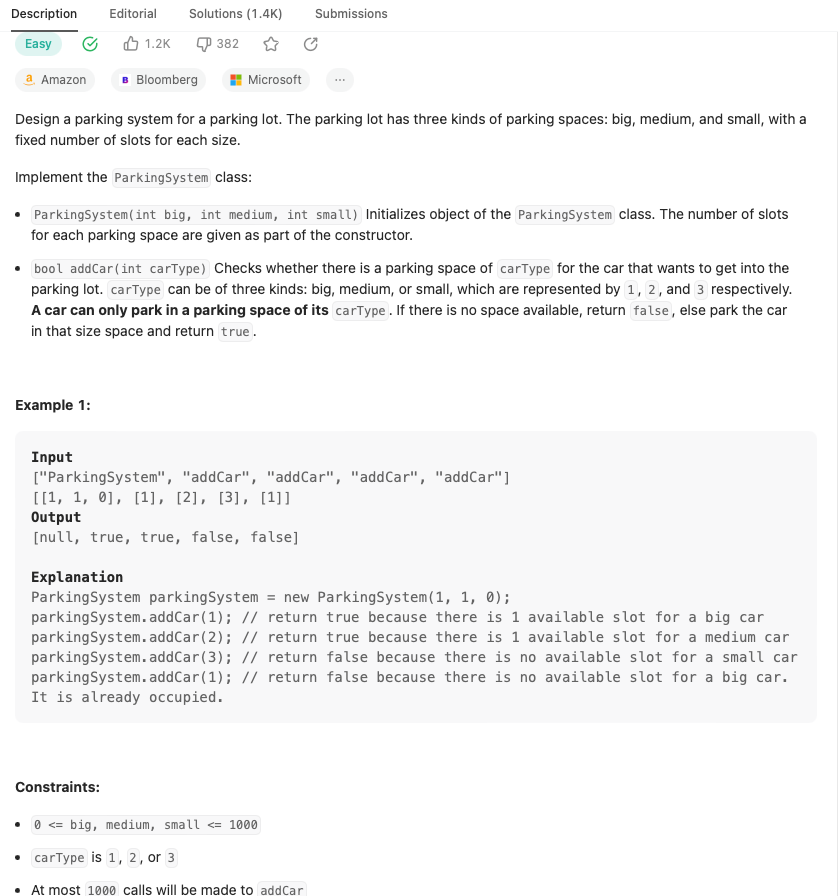 Description Editorial Solutions (1.4K) Submissions
Easy 1.2K 382
Amazon Bloomberg Microsoft ...
Design a parking system for a parking lot. The parking lot has three kinds of parking spaces: big, medium, and small, with a
fixed number of slots for each size.
Implement the ParkingSystem class:
• ParkingSystem(int big, int medium, int small) Initializes object of the ParkingSystem class. The number of slots
for each parking space are given as part of the constructor.
• bool addCar(int carType) Checks whether there is a parking space of carType for the car that wants to get into the
parking lot. carType can be of three kinds: big, medium, or small, which are represented by 1, 2, and 3 respectively.
A car can only park in a parking space of its carType. If there is no space available, return false, else park the car
in that size space and return true.
Example 1:
Input
["ParkingSystem", "addCar", "addCar", "addCar", "addCar"]
[[1, 1, 0], [1], [2], [3], [1]]
Output
[null, true, true, false, false]
Explanation
ParkingSystem parkingSystem = new ParkingSystem(1, 1, 0);
parkingSystem.addCar(1); // return true because there is 1 available slot for a big car
parkingSystem.addCar(2); // return true because there is 1 available slot for a medium car
parkingSystem.addCar(3); // return false because there is no available slot for a small car
parkingSystem.addCar(1); // return false because there is no available slot for a big car.
It is already occupied.
Constraints:
• 0 <= big, medium, small <= 1000
• carType is 1, 2, or 3
• At most 1000 calls will be made to addCar